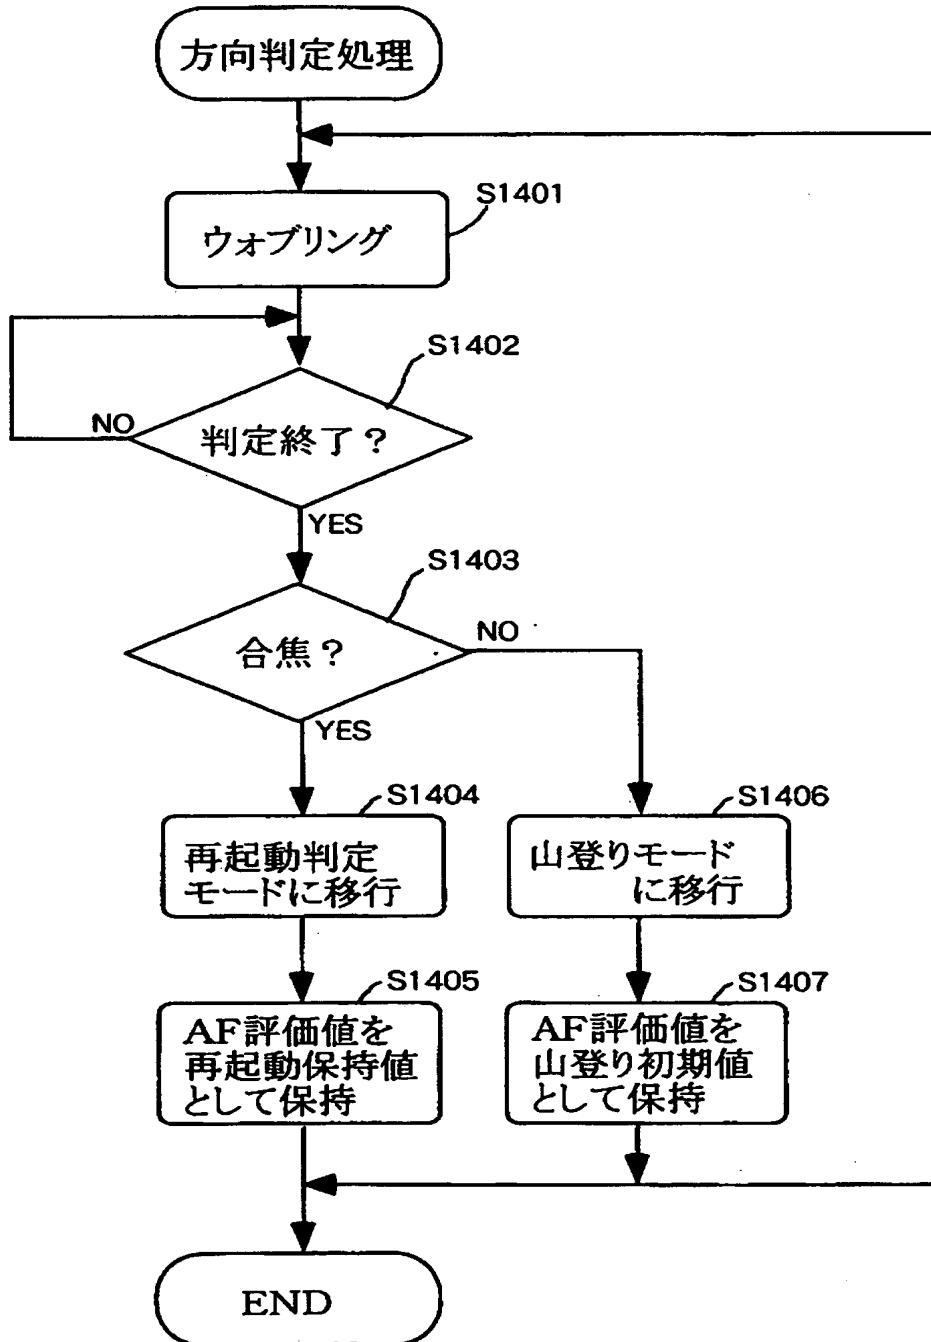 方向判定処理
S1401
ウォブリング
S1402
NO
判定終了？
YES
S1403
NO
合焦？
YES
S1404
再起動判定
モードに移行
S1406
山登りモード
に移行
S1405
AF評価値を
再起動保持値
として保持
S1407
AF評価値を
山登り初期値
として保持
END